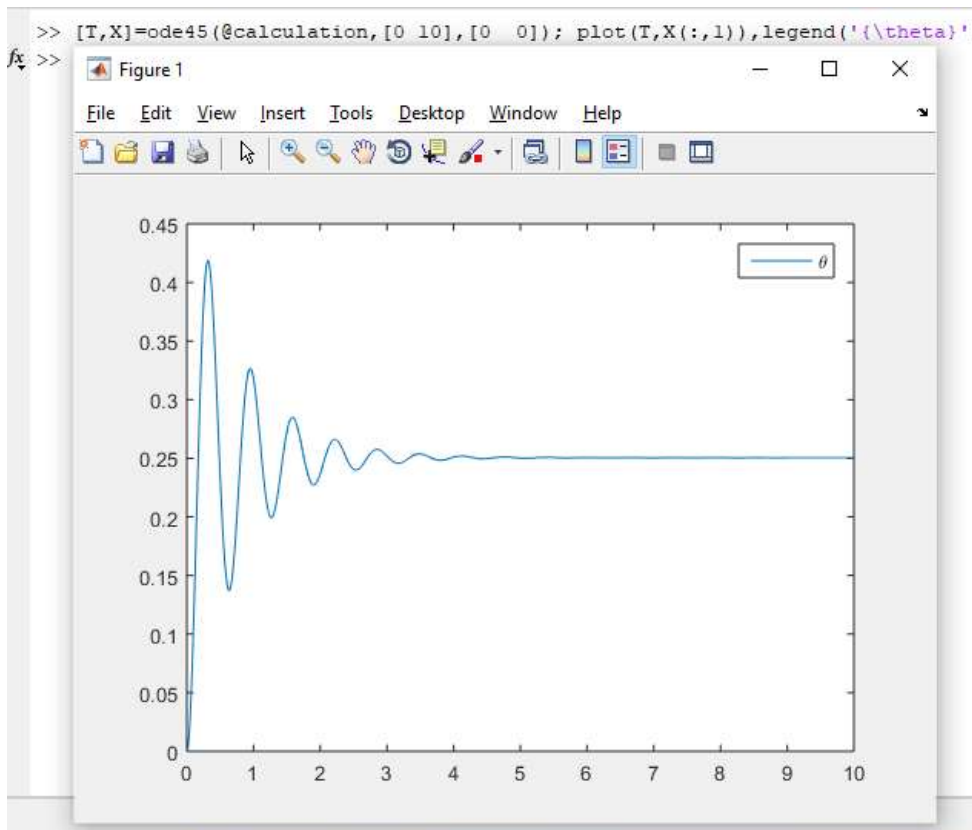 >> [T,X]=ode45(@calculation,[0 10],[0  0]); plot(T,X(:,1)),legend('{\theta}'
fx >>
Figure 1
File Edit View Insert Tools Desktop Window Help
θ
0.45
0.4
0.35
0.3
0.25
0.2
0.15
0.1
0.05
0
0 1 2 3 4 5 6 7 8 9 10